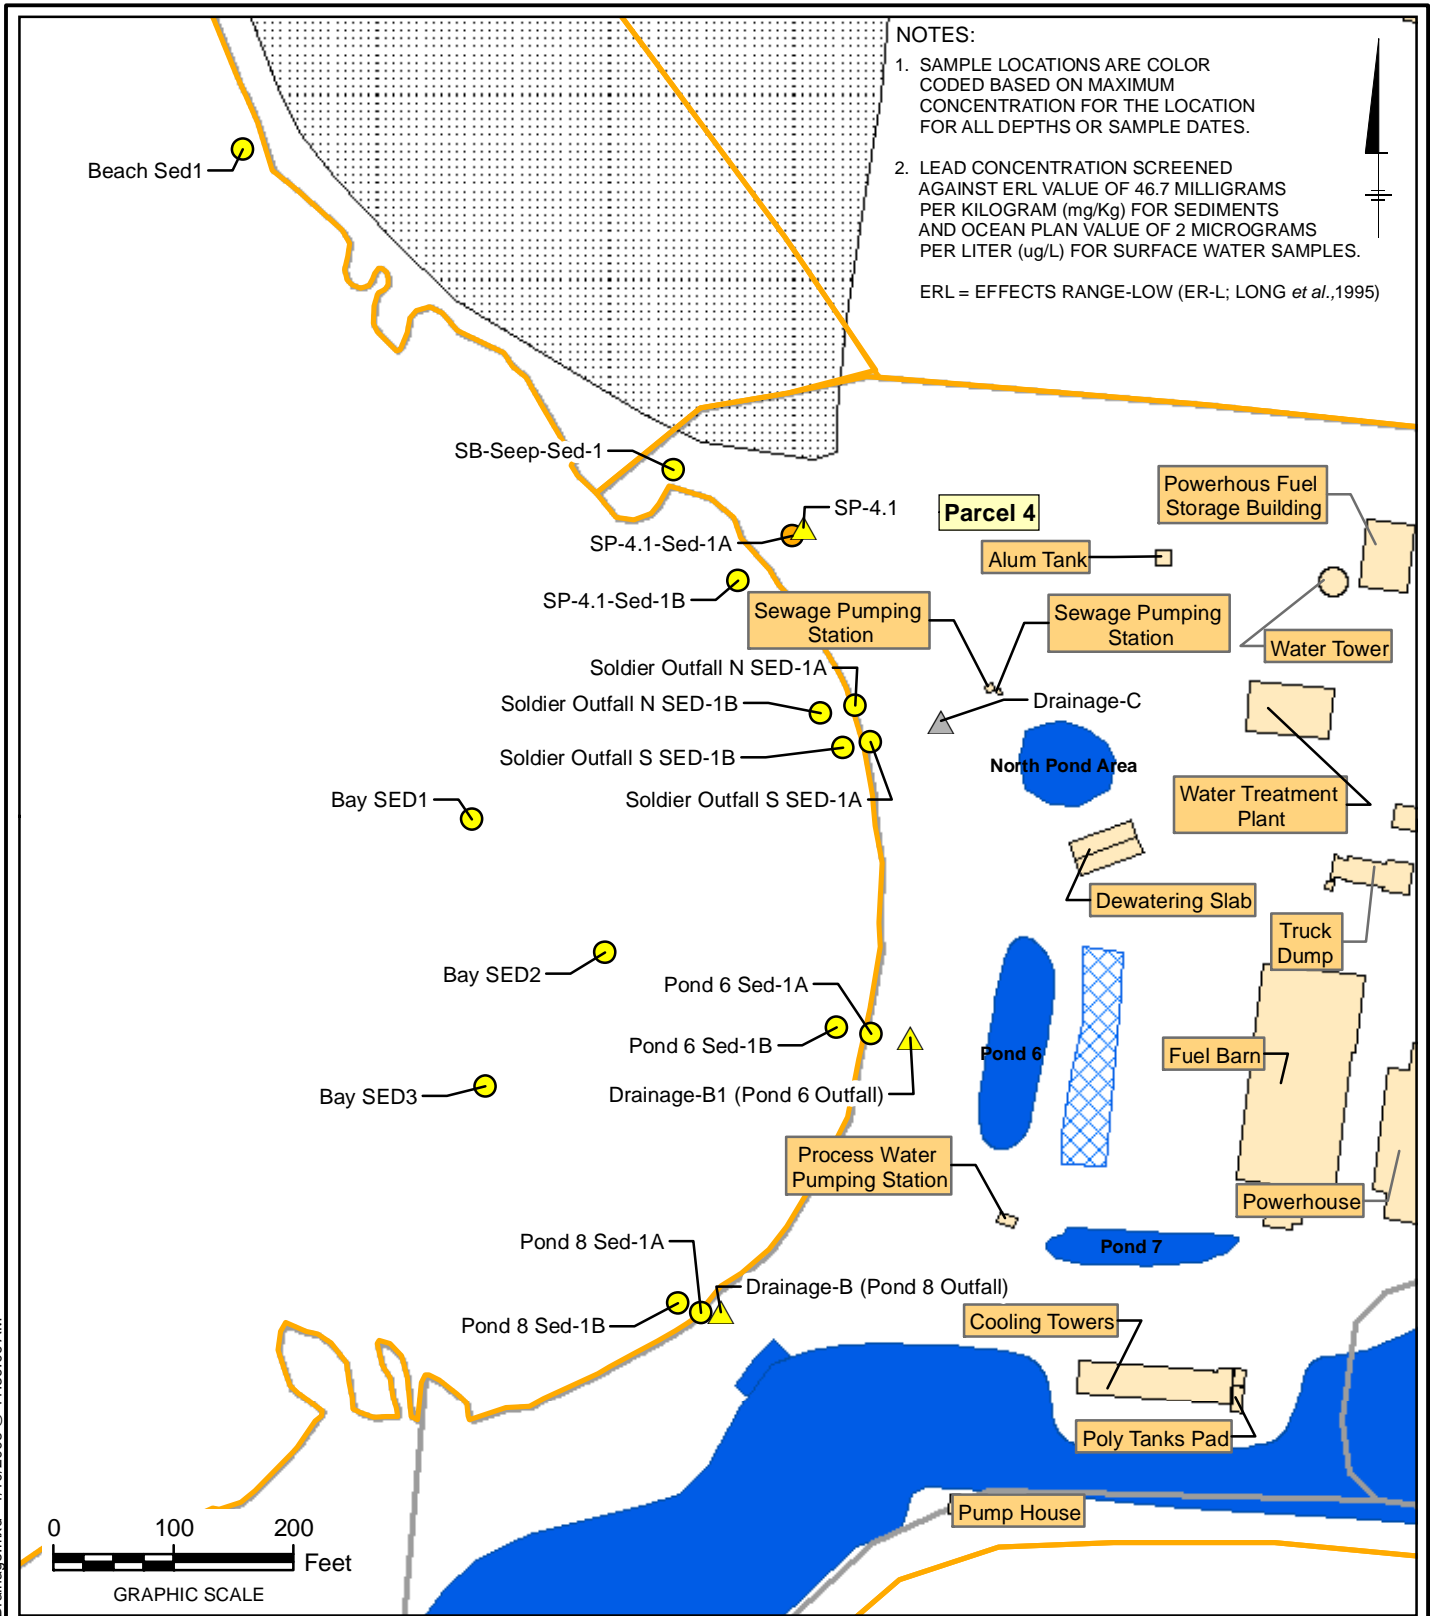 NOTES:
1. SAMPLE LOCATIONS ARE COLOR
CODED BASED ON MAXIMUM
CONCENTRATION FOR THE LOCATION
FOR ALL DEPTHS OR SAMPLE DATES.
2. LEAD CONCENTRATION SCREENED
AGAINST ERL VALUE OF 46.7 MILLIGRAMS
PER KILOGRAM (mg/Kg) FOR SEDIMENTS
AND OCEAN PLAN VALUE OF 2 MICROGRAMS
PER LITER (ug/L) FOR SURFACE WATER SAMPLES.
ERL = EFFECTS RANGE-LOW (ER-L; LONG et al.,1995)
Beach Sed1
SB-Seep-Sed-1
SP-4.1
Parcel 4
Powerhous Fuel
Storage Building
SP-4.1-Sed-1A
Alum Tank
SP-4.1-Sed-1B
Sewage Pumping
Station
Sewage Pumping
Station
Water Tower
Soldier Outfall N SED-1A
Soldier Outfall N SED-1B
Drainage-C
Soldier Outfall S SED-1B
North Pond Area
Bay SED1
Soldier Outfall S SED-1A
Water Treatment
Plant
Dewatering Slab
Truck
Dump
Bay SED2
Pond 6 Sed-1A
Pond 6 Sed-1B
Pond 6
Fuel Barn
Bay SED3
Drainage-B1 (Pond 6 Outfall)
Process Water
Pumping Station
Powerhouse
Pond 8 Sed-1A
Pond 7
Drainage-B (Pond 8 Outfall)
Pond 8 Sed-1B
Cooling Towers
Poly Tanks Pad
Pump House
0 100 200
Feet
GRAPHIC SCALE